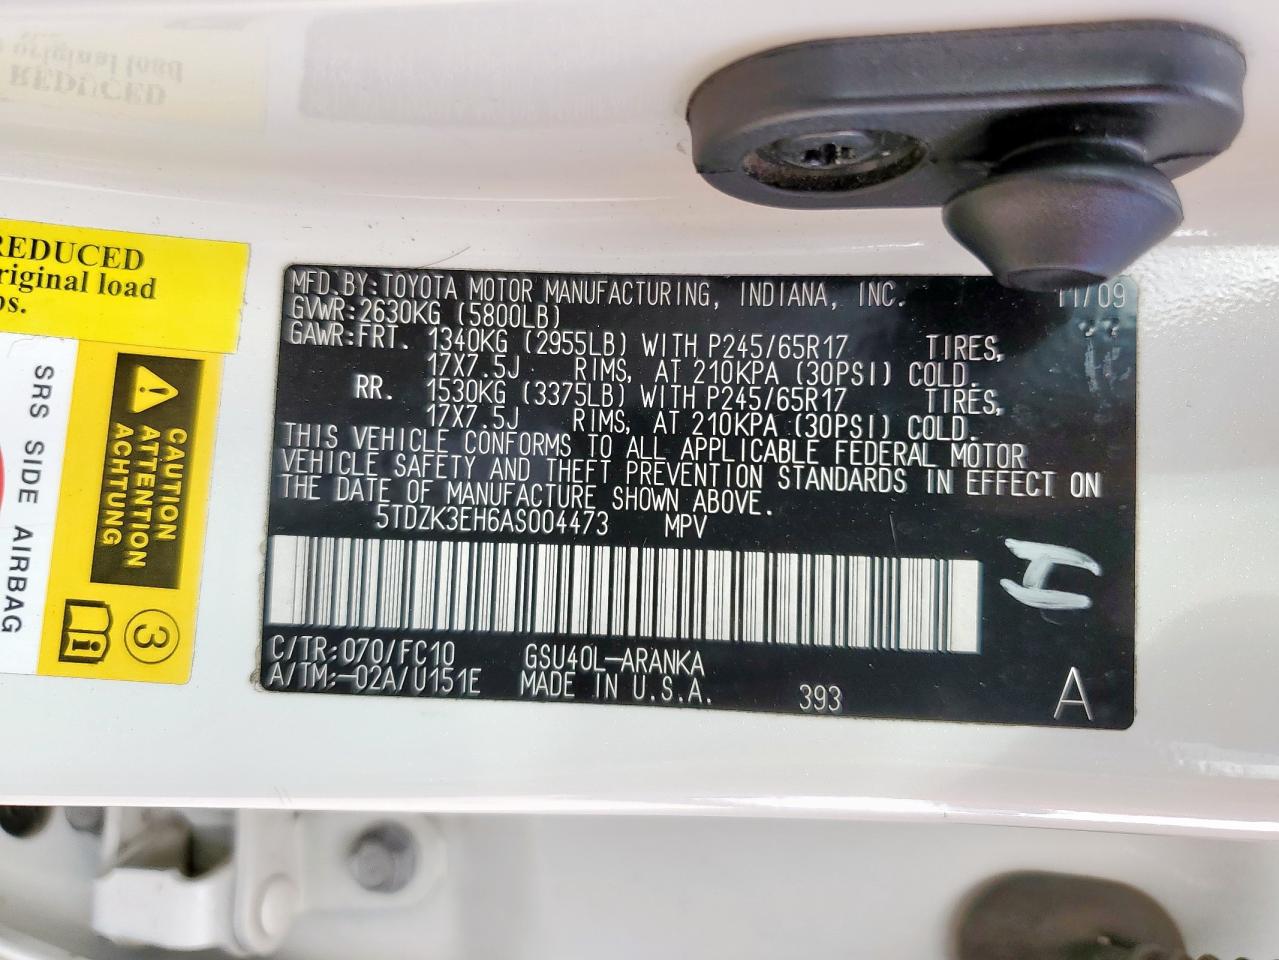 REDUCED
riginal load
os.
SRS SIDE AIRBAG
CAUTION
ATTENTION
ACHTUNG
3
MFD. BY: TOYOTA MOTOR MANUFACTURING, INDIANA, INC. 11/09
GVWR: 2630KG (5800LB)
GAWR: FRT. 1340KG (2955LB) WITH P245/65R17 TIRES,
17X7.5J RIMS, AT 210KPA (30PSI) COLD.
RR. 1530KG (3375LB) WITH P245/65R17 TIRES,
17X7.5J RIMS, AT 210KPA (30PSI) COLD.
THIS VEHICLE CONFORMS TO ALL APPLICABLE FEDERAL MOTOR
VEHICLE SAFETY AND THEFT PREVENTION STANDARDS IN EFFECT ON
THE DATE OF MANUFACTURE SHOWN ABOVE.
5TDZK3EH6AS004473 MPV
C/TR: 070/FC10 GSU40L-ARANKA
A/TM: -02A/U151E MADE IN U.S.A. 393 A